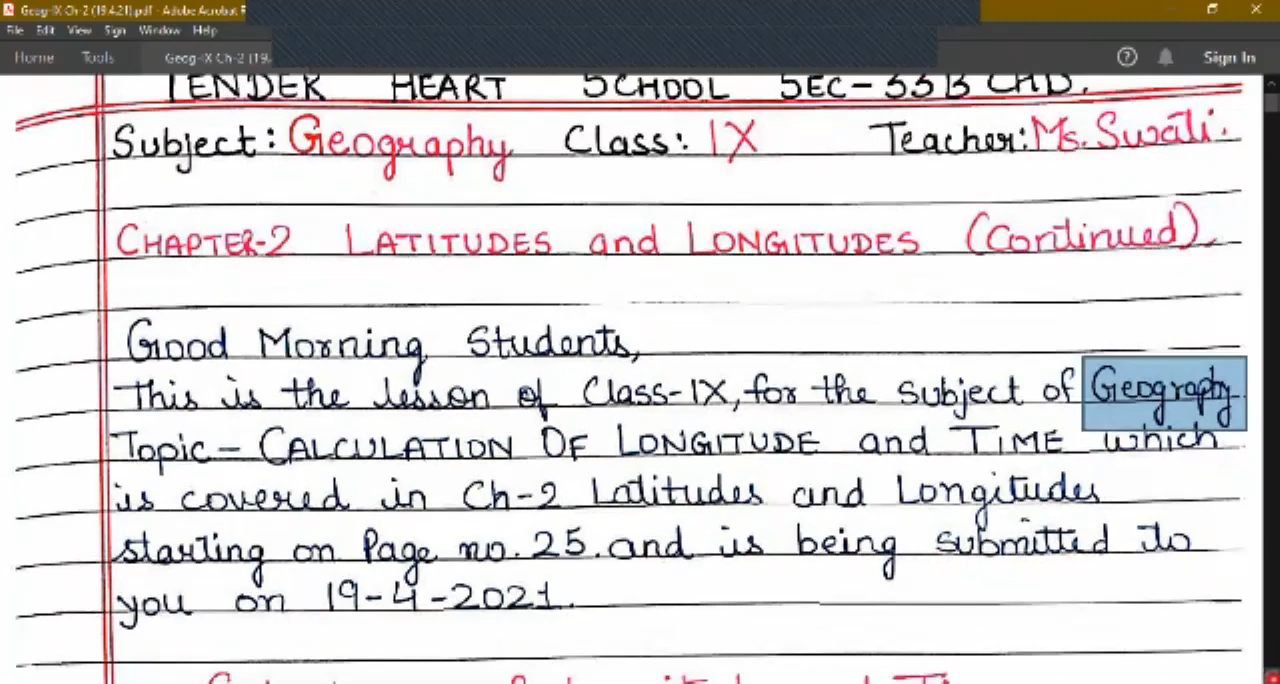 Geog-IX Ch-2 (19.4.21).pdf - Adobe Acrobat
File Edit View Sign Window Help
Home Tools Geog-IX Ch-2 (19. Sign In
TENDER HEART SCHOOL SEC-33B CHD.
Subject: Geography Class: IX Teacher: Ms. Swati.
CHAPTER-2 LATITUDES and LONGITUDES (Continued).
Good Morning Students,
This is the lesson of Class-IX, for the subject of Geography
Topic - CALCULATION OF LONGITUDE and TIME which
is covered in Ch-2 Latitudes and Longitudes
starting on Page no. 25. and is being submitted to
you on 19-4-2021.